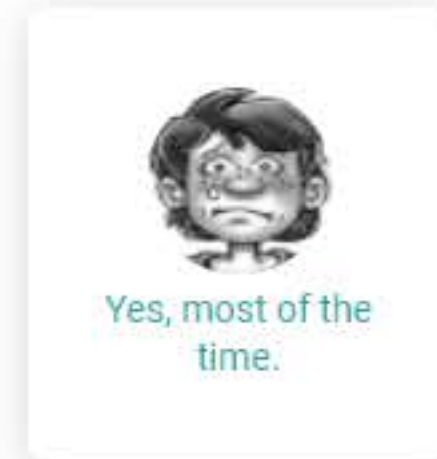 Yes, most of the
time.